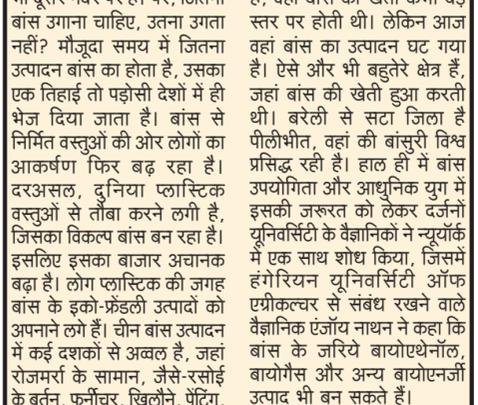 बांस उगाना चाहिए, उतना उगता
नहीं? मौजूदा समय में जितना
उत्पादन बांस का होता है, उसका
एक तिहाई तो पड़ोसी देशों में ही
भेज दिया जाता है। बांस से
निर्मित वस्तुओं की ओर लोगों का
आकर्षण फिर बढ़ रहा है।
दरअसल, दुनिया प्लास्टिक
वस्तुओं से तौबा करने लगी है,
जिसका विकल्प बांस बन रहा है।
इसलिए इसका बाजार अचानक
बढ़ा है। लोग प्लास्टिक की जगह
बांस के इको-फ्रेंडली उत्पादों को
अपनाने लगे हैं। चीन बांस उत्पादन
में कई दशकों से अव्वल है, जहां
रोजमर्रा के सामान, जैसे-रसोई
के बर्तन, फर्नीचर, खिलौने, पेंटिंग,
स्तर पर होती थी। लेकिन आज
वहां बांस का उत्पादन घट गया
है। ऐसे और भी बहुतेरे क्षेत्र हैं,
जहां बांस की खेती हुआ करती
थी। बरेली से सटा जिला है
पीलीभीत, वहां की बांसुरी विश्व
प्रसिद्ध रही है। हाल ही में बांस
उपयोगिता और आधुनिक युग में
इसकी जरूरत को लेकर दर्जनों
यूनिवर्सिटी के वैज्ञानिकों ने न्यूयॉर्क
में एक साथ शोध किया, जिसमें
हंगेरियन यूनिवर्सिटी ऑफ
एग्रीकल्चर से संबंध रखने वाले
वैज्ञानिक एंजॉय नाथन ने कहा कि
बांस के जरिये बायोएथेनॉल,
बायोगैस और अन्य बायोएनर्जी
उत्पाद भी बन सकते हैं।